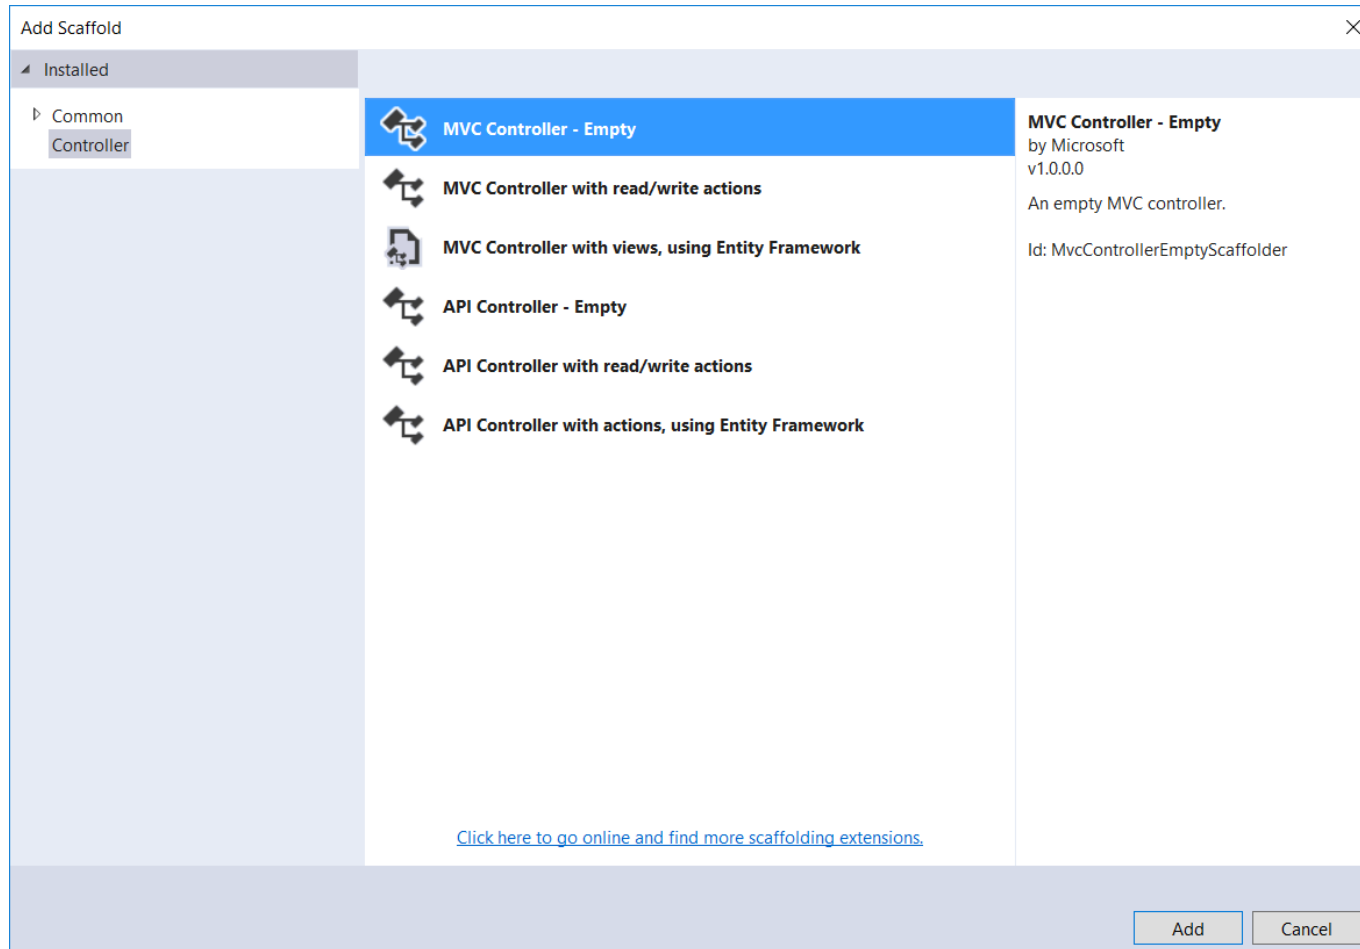 Add Scaffold
Installed
Common
Controller
MVC Controller - Empty
MVC Controller with read/write actions
MVC Controller with views, using Entity Framework
API Controller - Empty
API Controller with read/write actions
API Controller with actions, using Entity Framework
Click here to go online and find more scaffolding extensions.
MVC Controller - Empty
by Microsoft
v1.0.0.0
An empty MVC controller.
Id: MvcControllerEmptyScaffolder
Add
Cancel